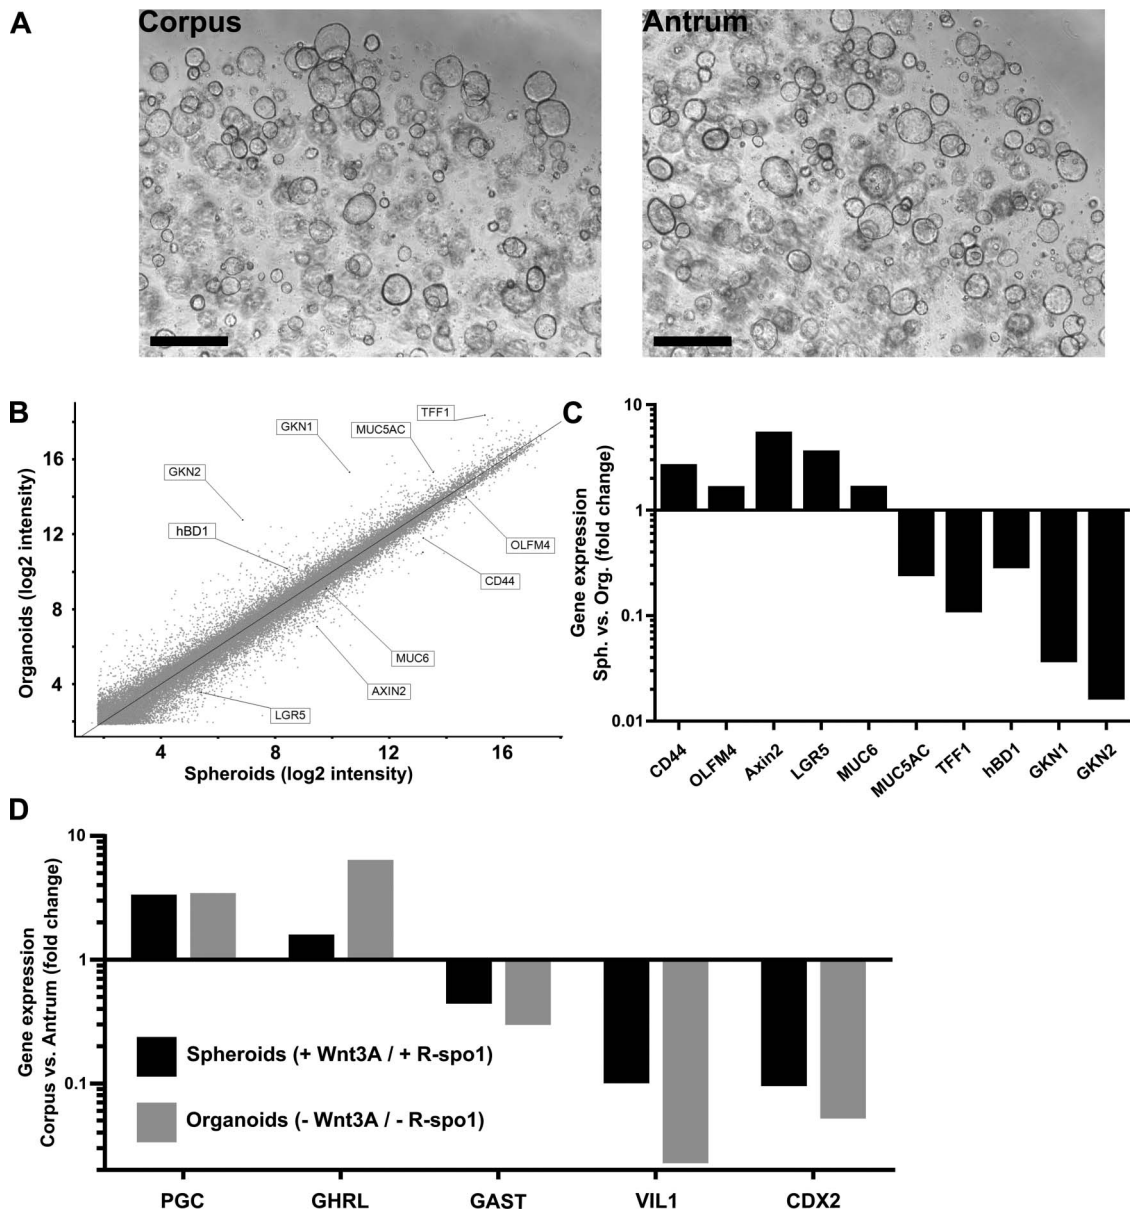 A
Corpus
Antrum
B
Organoids (log2 intensity)
16
12
8
4
TFF1
GKN1
MUC5AC
GKN2
hBD1
OLFM4
CD44
MUC6
AXIN2
LGR5
4
8
12
16
Spheroids (log2 intensity)
C
Gene expression
Sph. vs. Org. (fold change)
10
1
0.1
0.01
CD44
OLFM4
Axin2
LGR5
MUC6
MUC5AC
TFF1
hBD1
GKN1
GKN2
D
Gene expression
Corpus vs. Antrum (fold change)
10
1
0.1
Spheroids (+ Wnt3A / + R-spo1)
Organoids (- Wnt3A / - R-spo1)
PGC
GHRL
GAST
VIL1
CDX2